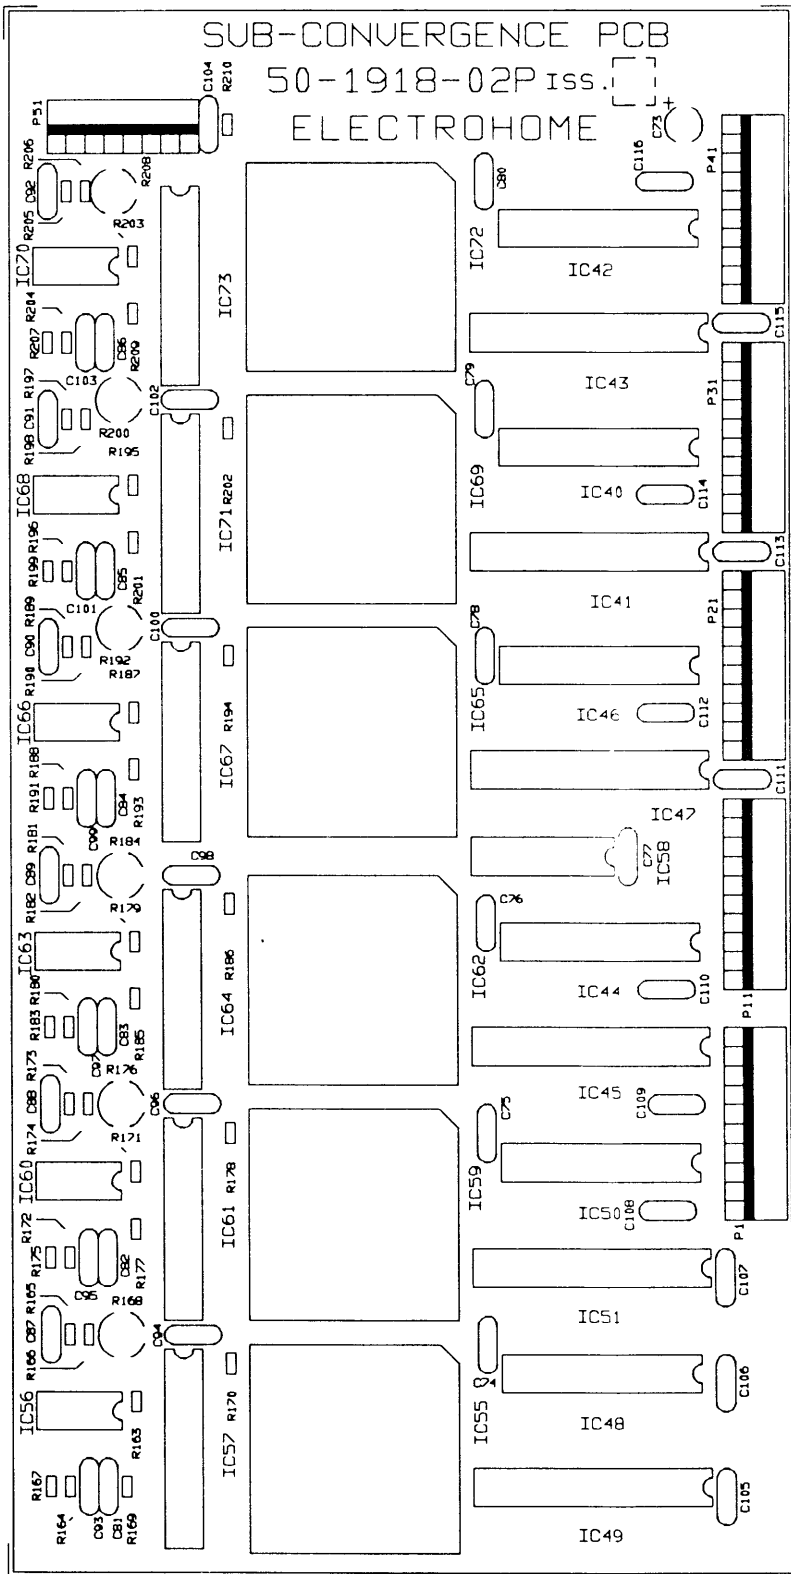 SUB-CONVERGENCE PCB
50-1918-02P ISS.
ELECTROHOME
P51
C104
R210
C73
+
C116
P41
R206
C92
R205
R208
R203
C80
IC70
IC73
IC72
IC42
R204
R207
C86
R209
C103
C115
R197
C91
R198
R200
R195
C102
C79
IC43
P31
IC68
IC71
R202
IC69
IC40
C114
R196
R199
C85
R201
C101
C113
R189
C90
R190
R192
R187
C100
C78
IC41
P21
IC66
IC67
R194
IC65
IC46
C112
R188
R191
C84
R193
C99
C111
R181
C89
R182
R184
R179
C98
IC47
C77
IC58
C76
IC63
IC64
R186
IC62
IC44
C110
P11
R180
R183
C83
R185
C97
R173
C88
R174
R176
R171
C96
C75
IC45
C109
IC60
IC61
R178
IC59
IC50
C108
P1
R172
R175
C82
R177
C95
C107
R165
C87
R166
R168
C94
IC51
C74
C106
IC56
R163
IC57
R170
IC55
IC48
R167
R164
C93
C81
R169
C105
IC49